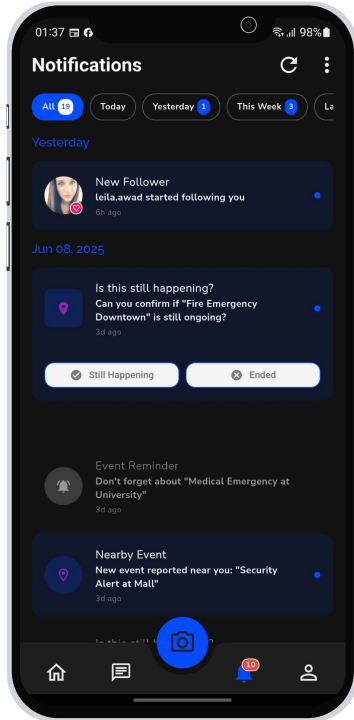 01:37 98%
Notifications
All 19 Today Yesterday 1 This Week 3 La
Yesterday
New Follower
leila.awad started following you
6h ago
Jun 08, 2025
Is this still happening?
Can you confirm if "Fire Emergency
Downtown" is still ongoing?
3d ago
Still Happening Ended
Event Reminder
Don't forget about "Medical Emergency at
University"
3d ago
Nearby Event
New event reported near you: "Security
Alert at Mall"
3d ago
Is this still
10